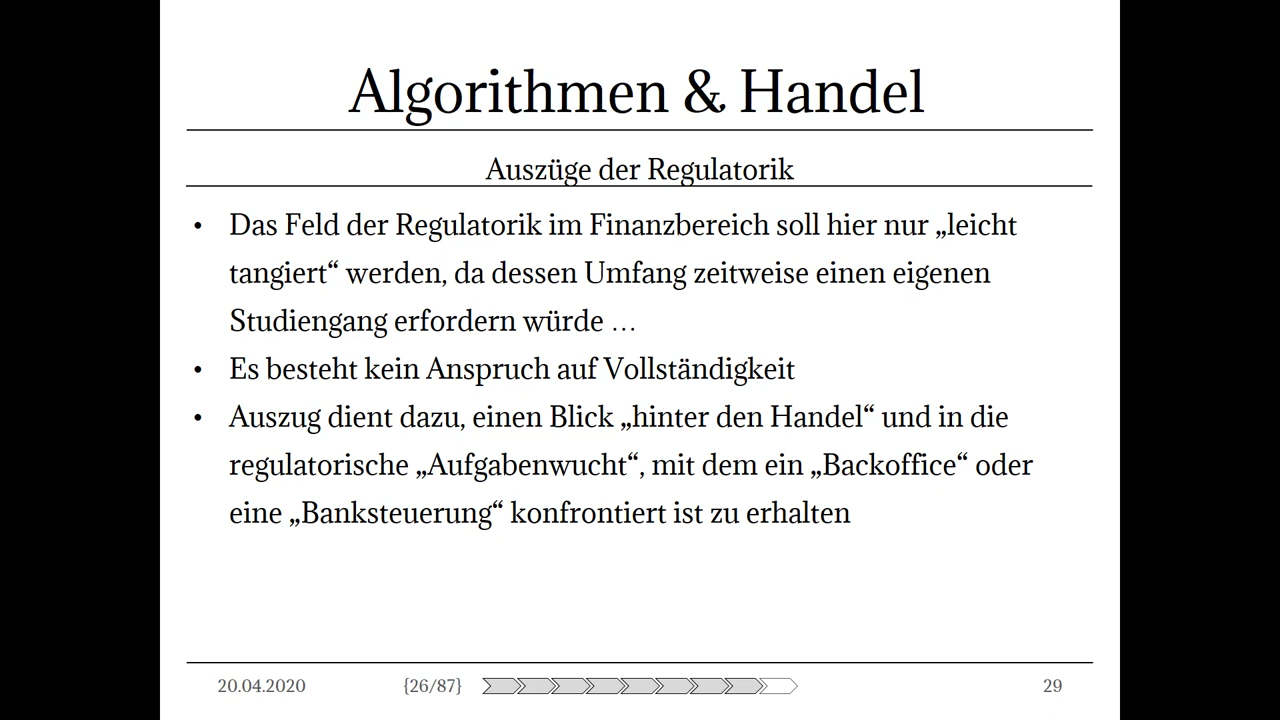 Algorithmen & Handel
Auszüge der Regulatorik
• Das Feld der Regulatorik im Finanzbereich soll hier nur „leicht
tangiert“ werden, da dessen Umfang zeitweise einen eigenen
Studiengang erfordern würde …
• Es besteht kein Anspruch auf Vollständigkeit
• Auszug dient dazu, einen Blick „hinter den Handel“ und in die
regulatorische „Aufgabenwucht“, mit dem ein „Backoffice“ oder
eine „Banksteuerung“ konfrontiert ist zu erhalten
20.04.2020 {26/87} 29